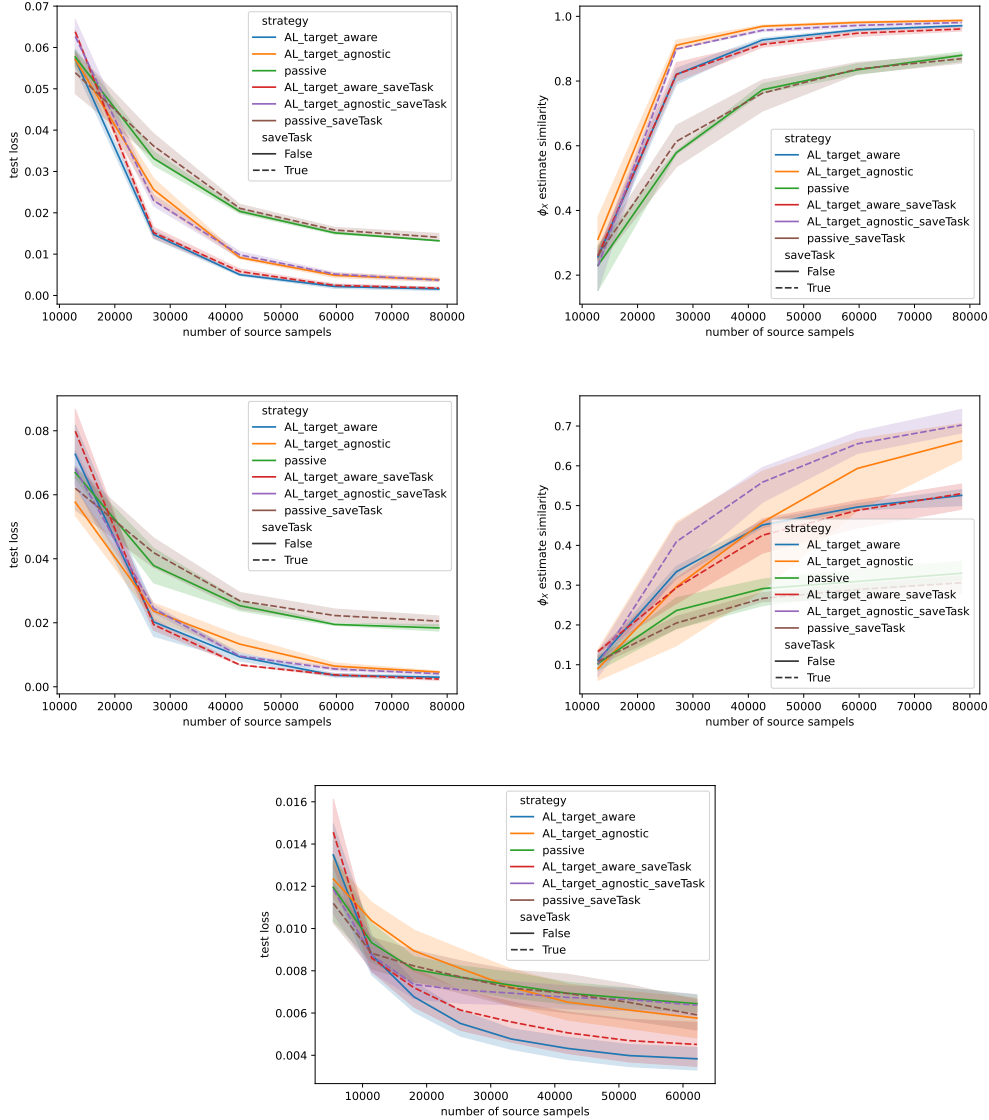 0.07
0.06
0.05
0.04
0.03
0.02
0.01
0.00
test loss
10000 20000 30000 40000 50000 60000 70000 80000
number of source sampels
strategy
AL_target_aware
AL_target_agnostic
passive
AL_target_aware_saveTask
AL_target_agnostic_saveTask
passive_saveTask
saveTask
False
True
1.0
0.8
0.6
0.4
0.2
ϕX estimate similarity
10000 20000 30000 40000 50000 60000 70000 80000
number of source sampels
strategy
AL_target_aware
AL_target_agnostic
passive
AL_target_aware_saveTask
AL_target_agnostic_saveTask
passive_saveTask
saveTask
False
True
0.08
0.06
0.04
0.02
0.00
test loss
10000 20000 30000 40000 50000 60000 70000 80000
number of source sampels
strategy
AL_target_aware
AL_target_agnostic
passive
AL_target_aware_saveTask
AL_target_agnostic_saveTask
passive_saveTask
saveTask
False
True
0.7
0.6
0.5
0.4
0.3
0.2
0.1
ϕX estimate similarity
10000 20000 30000 40000 50000 60000 70000 80000
number of source sampels
strategy
AL_target_aware
AL_target_agnostic
passive
AL_target_aware_saveTask
AL_target_agnostic_saveTask
passive_saveTask
saveTask
False
True
0.016
0.014
0.012
0.010
0.008
0.006
0.004
test loss
10000 20000 30000 40000 50000 60000
number of source sampels
strategy
AL_target_aware
AL_target_agnostic
passive
AL_target_aware_saveTask
AL_target_agnostic_saveTask
passive_saveTask
saveTask
False
True